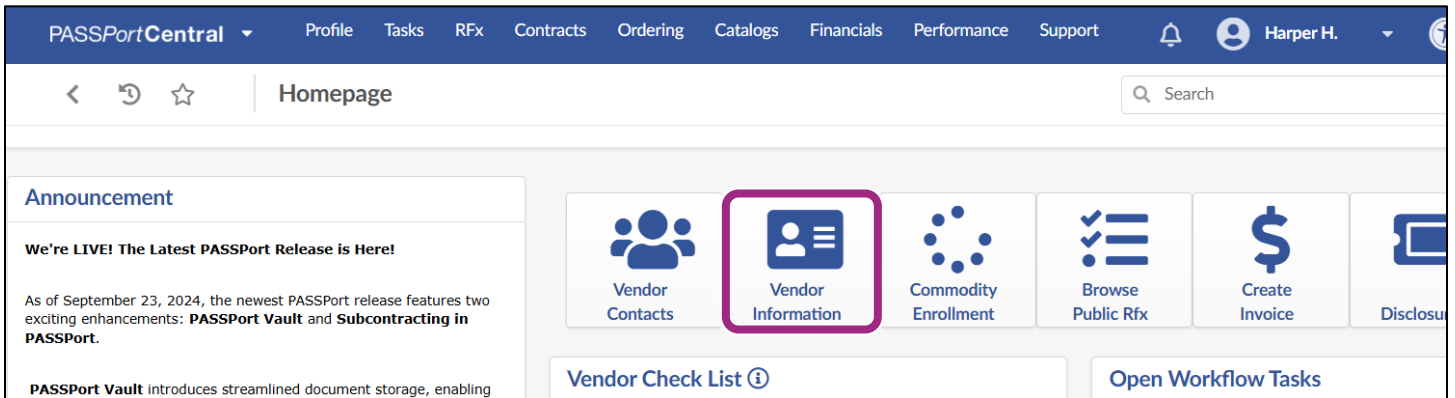 PASSPortCentral Profile Tasks RFx Contracts Ordering Catalogs Financials Performance Support Harper H.
Homepage Search
Announcement
We're LIVE! The Latest PASSPort Release is Here!
As of September 23, 2024, the newest PASSPort release features two
exciting enhancements: PASSPort Vault and Subcontracting in
PASSPort.
PASSPort Vault introduces streamlined document storage, enabling
Vendor
Contacts
Vendor
Information
Commodity
Enrollment
Browse
Public Rfx
Create
Invoice
Vendor Check List
Open Workflow Tasks